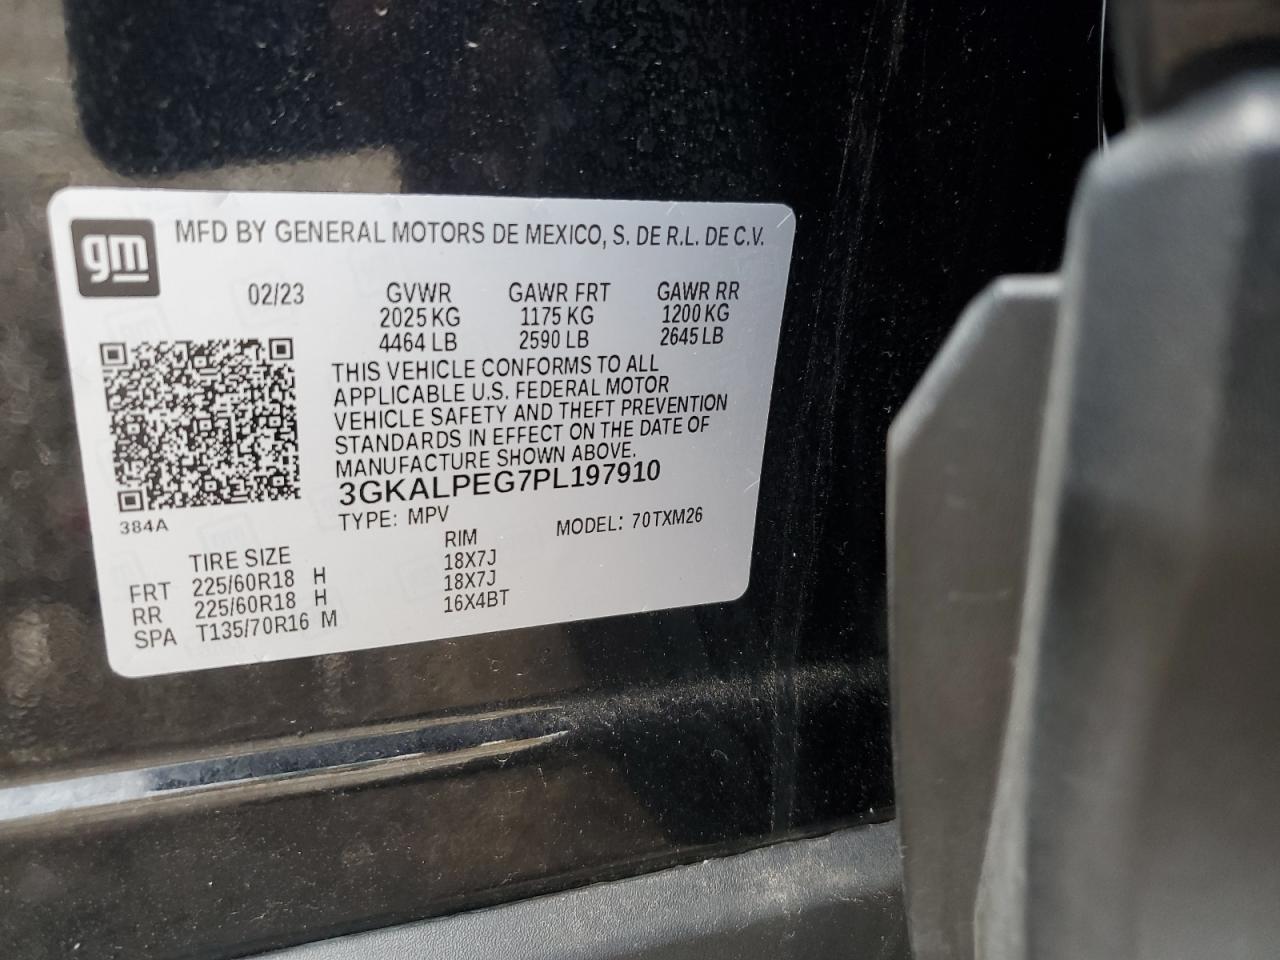 gm
MFD BY GENERAL MOTORS DE MEXICO, S. DE R.L. DE C.V.
02/23 GVWR GAWR FRT GAWR RR
2025 KG 1175 KG 1200 KG
4464 LB 2590 LB 2645 LB
THIS VEHICLE CONFORMS TO ALL
APPLICABLE U.S. FEDERAL MOTOR
VEHICLE SAFETY AND THEFT PREVENTION
STANDARDS IN EFFECT ON THE DATE OF
MANUFACTURE SHOWN ABOVE.
3GKALPEG7PL197910
384A
TYPE: MPV MODEL: 70TXM26
TIRE SIZE RIM
FRT 225/60R18 H 18X7J
RR 225/60R18 H 18X7J
SPA T135/70R16 M 16X4BT